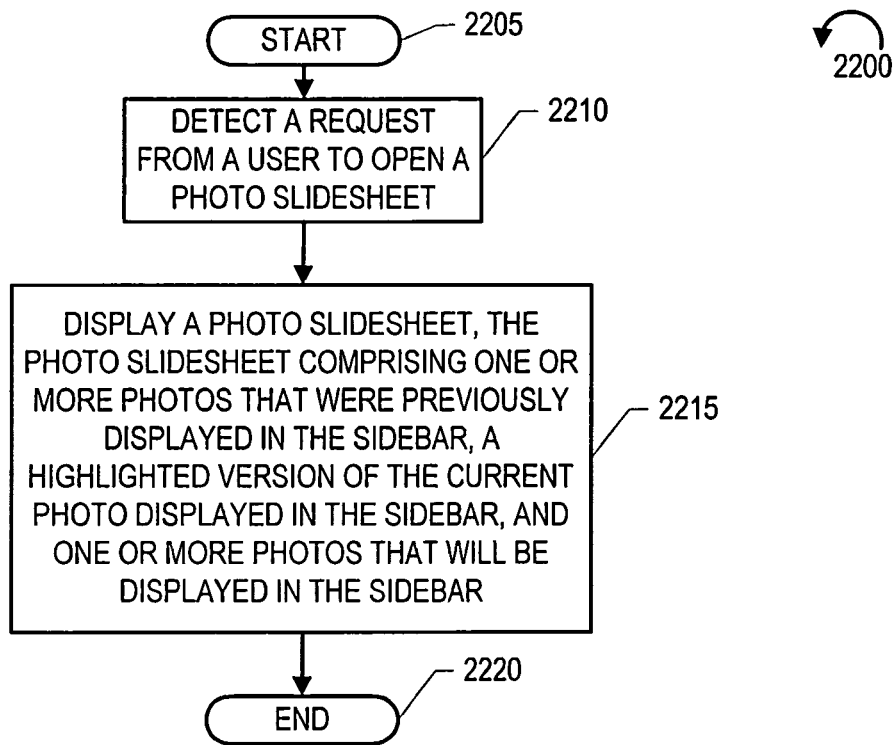 START
2205
2200
DETECT A REQUEST
FROM A USER TO OPEN A
PHOTO SLIDESHEET
2210
DISPLAY A PHOTO SLIDESHEET, THE
PHOTO SLIDESHEET COMPRISING ONE OR
MORE PHOTOS THAT WERE PREVIOUSLY
DISPLAYED IN THE SIDEBAR, A
HIGHLIGHTED VERSION OF THE CURRENT
PHOTO DISPLAYED IN THE SIDEBAR, AND
ONE OR MORE PHOTOS THAT WILL BE
DISPLAYED IN THE SIDEBAR
2215
END
2220